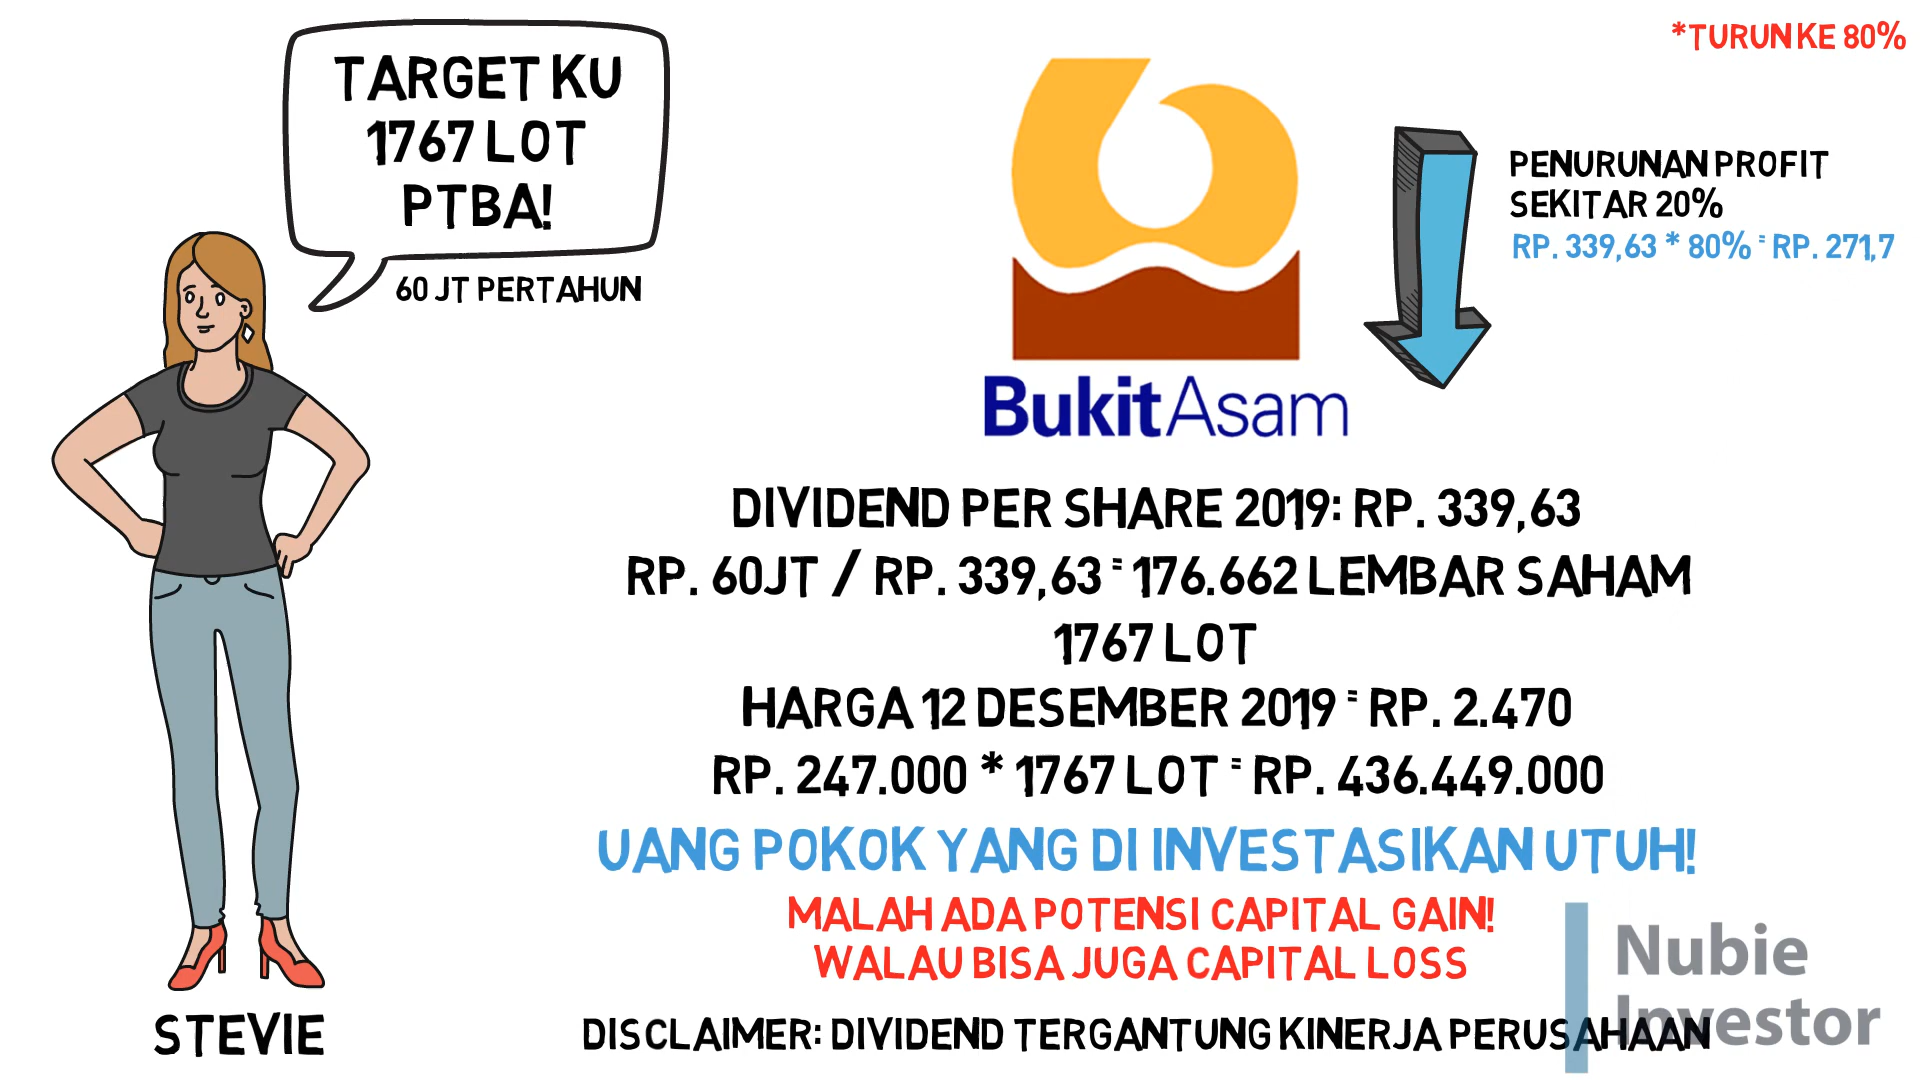 *TURUN KE 80%
TARGET KU
1767 LOT
PTBA!
60 JT PERTAHUN
PENURUNAN PROFIT
SEKITAR 20%
RP. 339,63 * 80% = RP. 271,7
BukitAsam
DIVIDEND PER SHARE 2019: RP. 339,63
RP. 60JT / RP. 339,63 = 176.662 LEMBAR SAHAM
1767 LOT
HARGA 12 DESEMBER 2019 = RP. 2.470
RP. 247.000 * 1767 LOT = RP. 436.449.000
UANG POKOK YANG DI INVESTASIKAN UTUH!
MALAH ADA POTENSI CAPITAL GAIN!
WALAU BISA JUGA CAPITAL LOSS
Nubie
Investor
STEVIE
DISCLAIMER: DIVIDEND TERGANTUNG KINERJA PERUSAHAAN